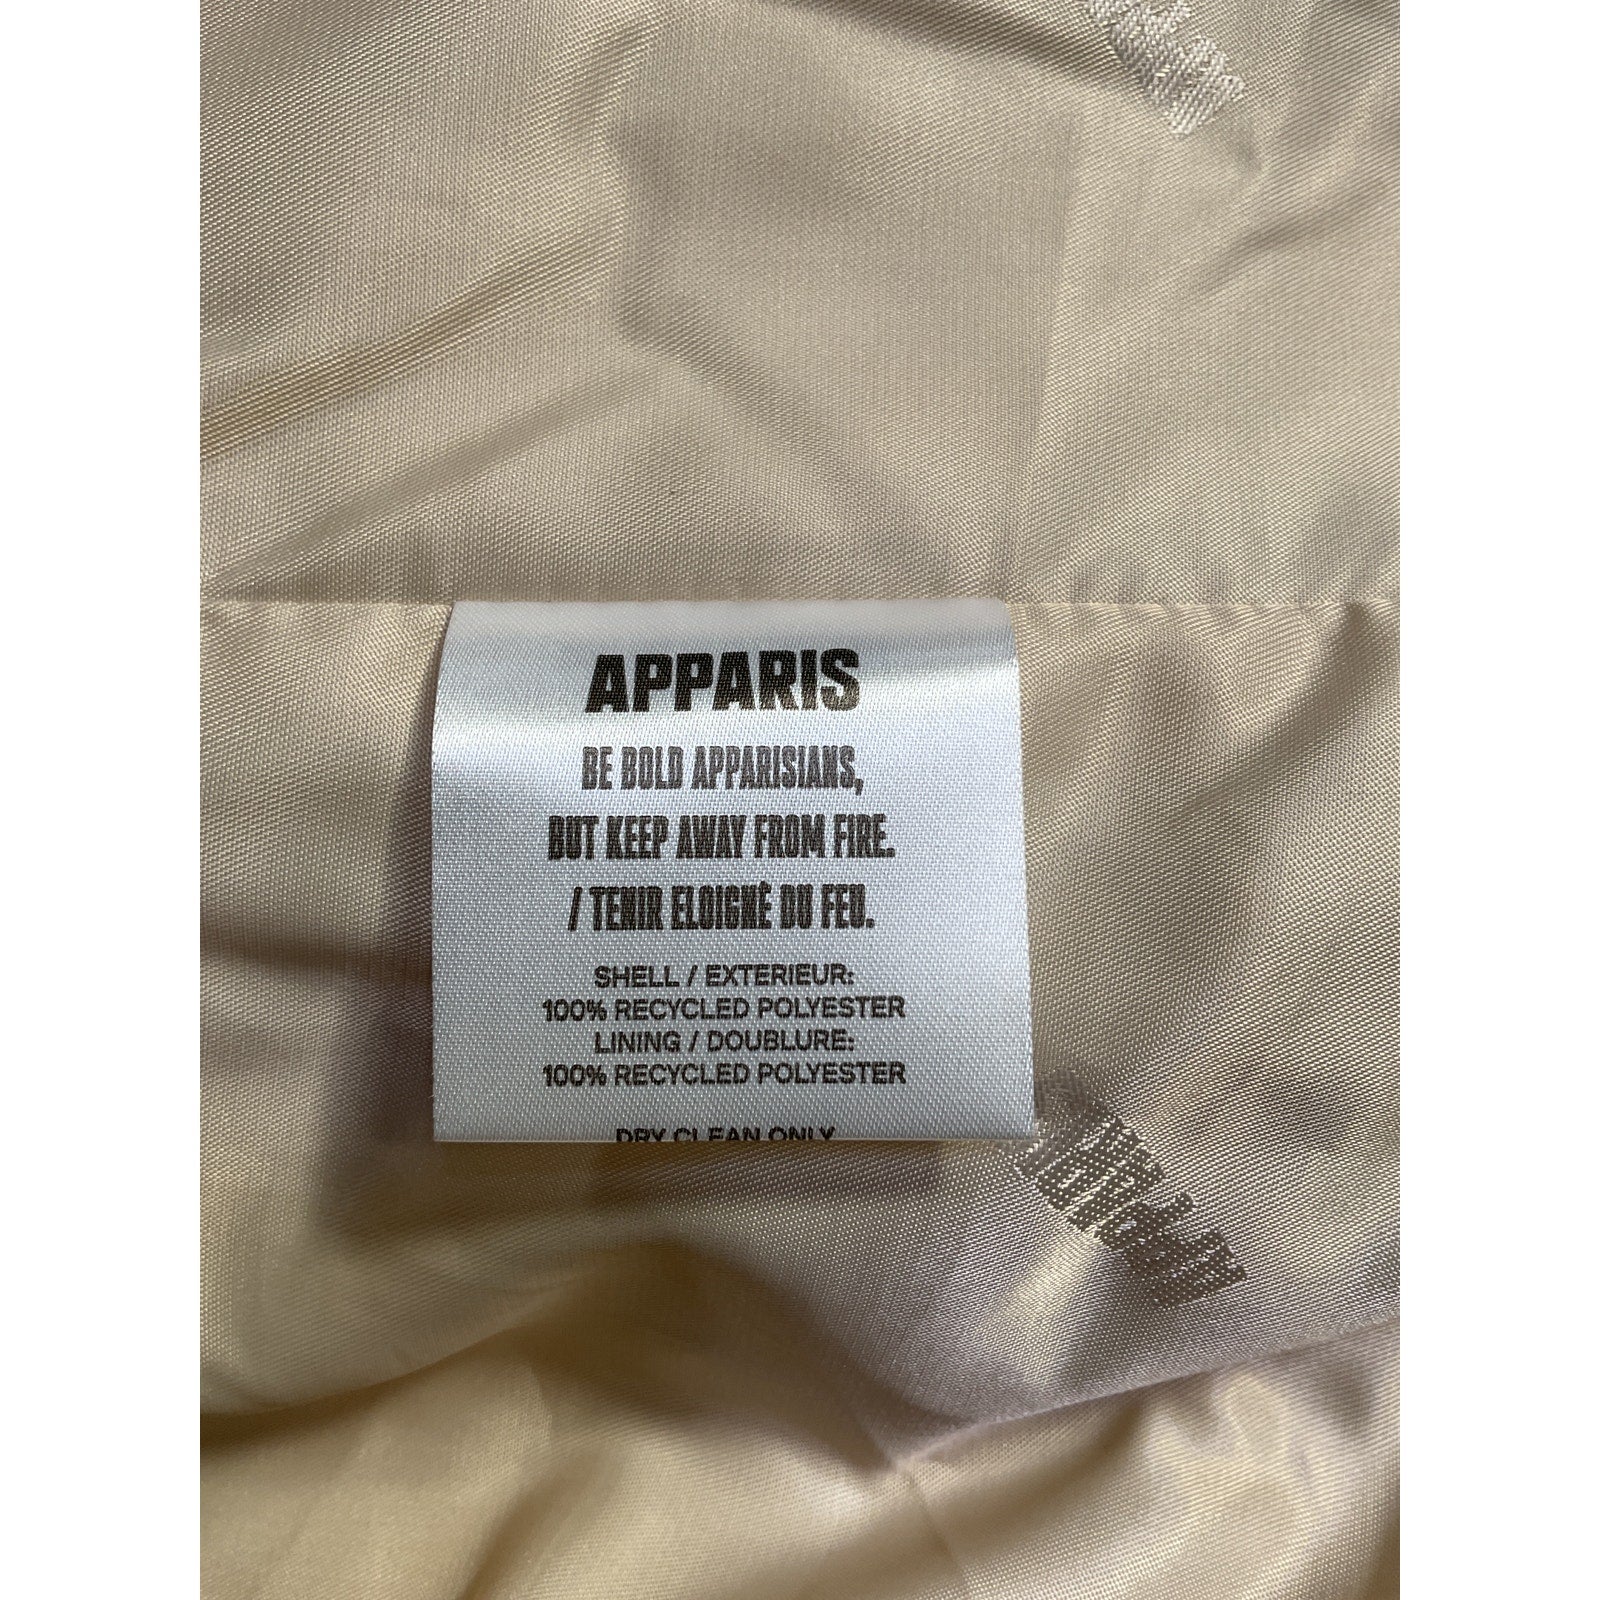 APPARIS
BE BOLD APPARISIANS,
BUT KEEP AWAY FROM FIRE.
/ TENIR ELOIGNÉ DU FEU.
SHELL / EXTERIEUR:
100% RECYCLED POLYESTER
LINING / DOUBLURE:
100% RECYCLED POLYESTER
DRY CLEAN ONLY